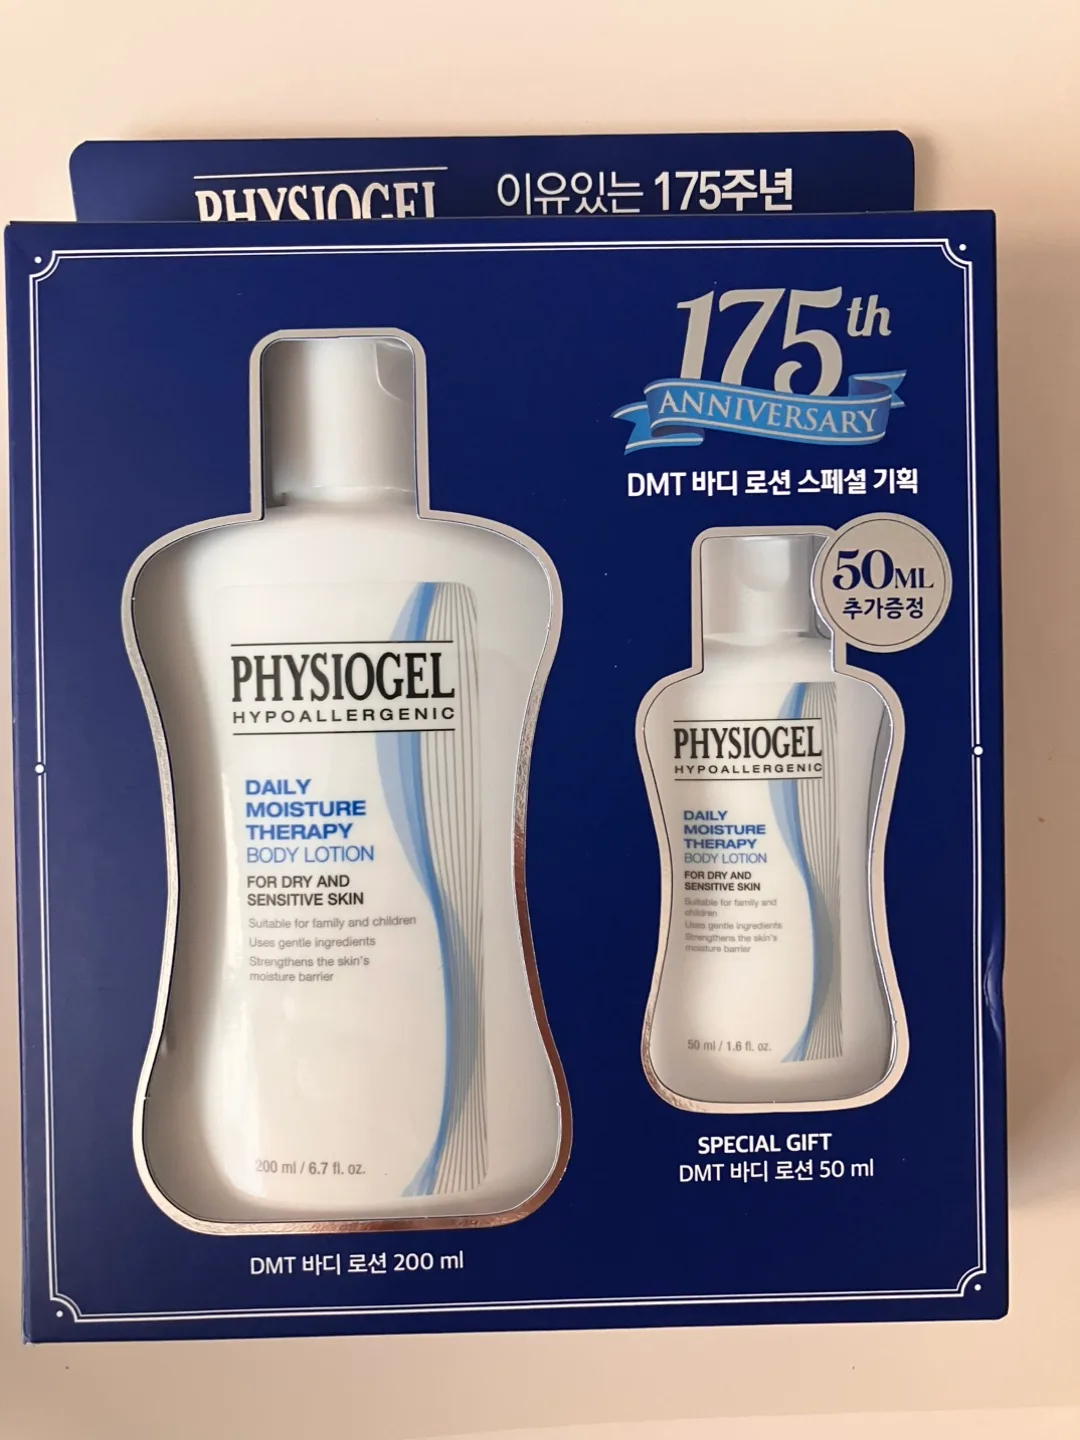 PHYSIOGEL 이유있는 175주년
175th
ANNIVERSARY
DMT 바디 로션 스페셜 기획
50ML
추가증정
PHYSIOGEL
HYPOALLERGENIC
DAILY
MOISTURE
THERAPY
BODY LOTION
FOR DRY AND
SENSITIVE SKIN
Suitable for family and children
Uses gentle ingredients
Strengthens the skin's
moisture barrier
200 ml / 6.7 fl. oz.
DMT 바디 로션 200 ml
PHYSIOGEL
HYPOALLERGENIC
DAILY
MOISTURE
THERAPY
BODY LOTION
FOR DRY AND
SENSITIVE SKIN
Suitable for family and
children
Uses gentle ingredients
Strengthens the skin's
moisture barrier
50 ml / 1.6 fl. oz.
SPECIAL GIFT
DMT 바디 로션 50 ml